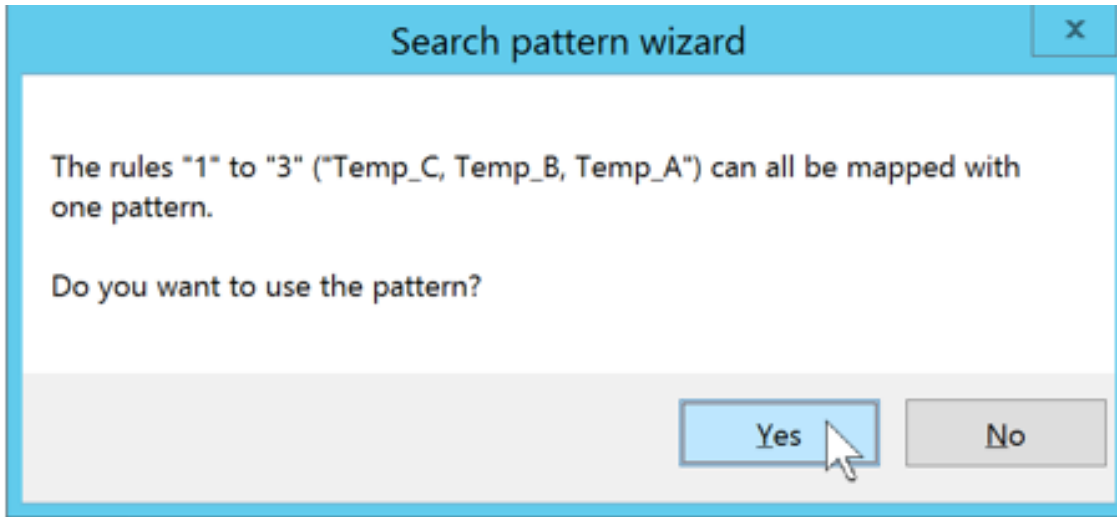 Search pattern wizard
x
The rules "1" to "3" ("Temp_C, Temp_B, Temp_A") can all be mapped with
one pattern.
Do you want to use the pattern?
Yes
No